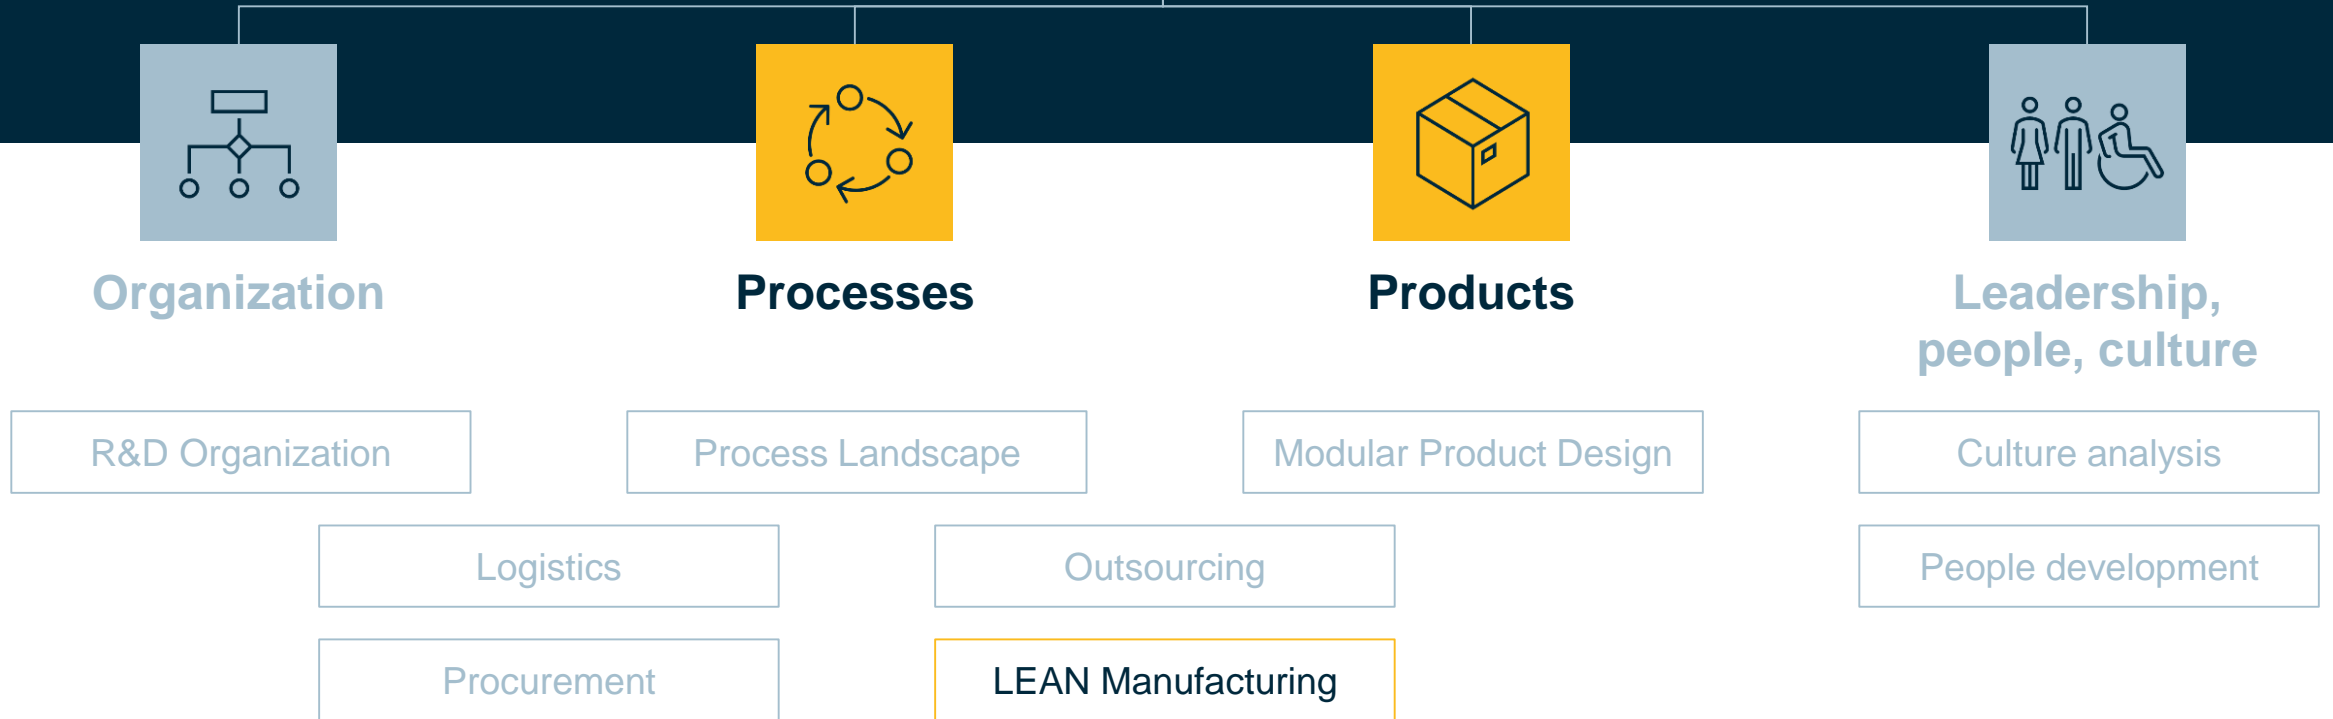 Organization
Processes
Products
Leadership,
people, culture
R&D Organization
Process Landscape
Modular Product Design
Culture analysis
Logistics
Outsourcing
People development
Procurement
LEAN Manufacturing